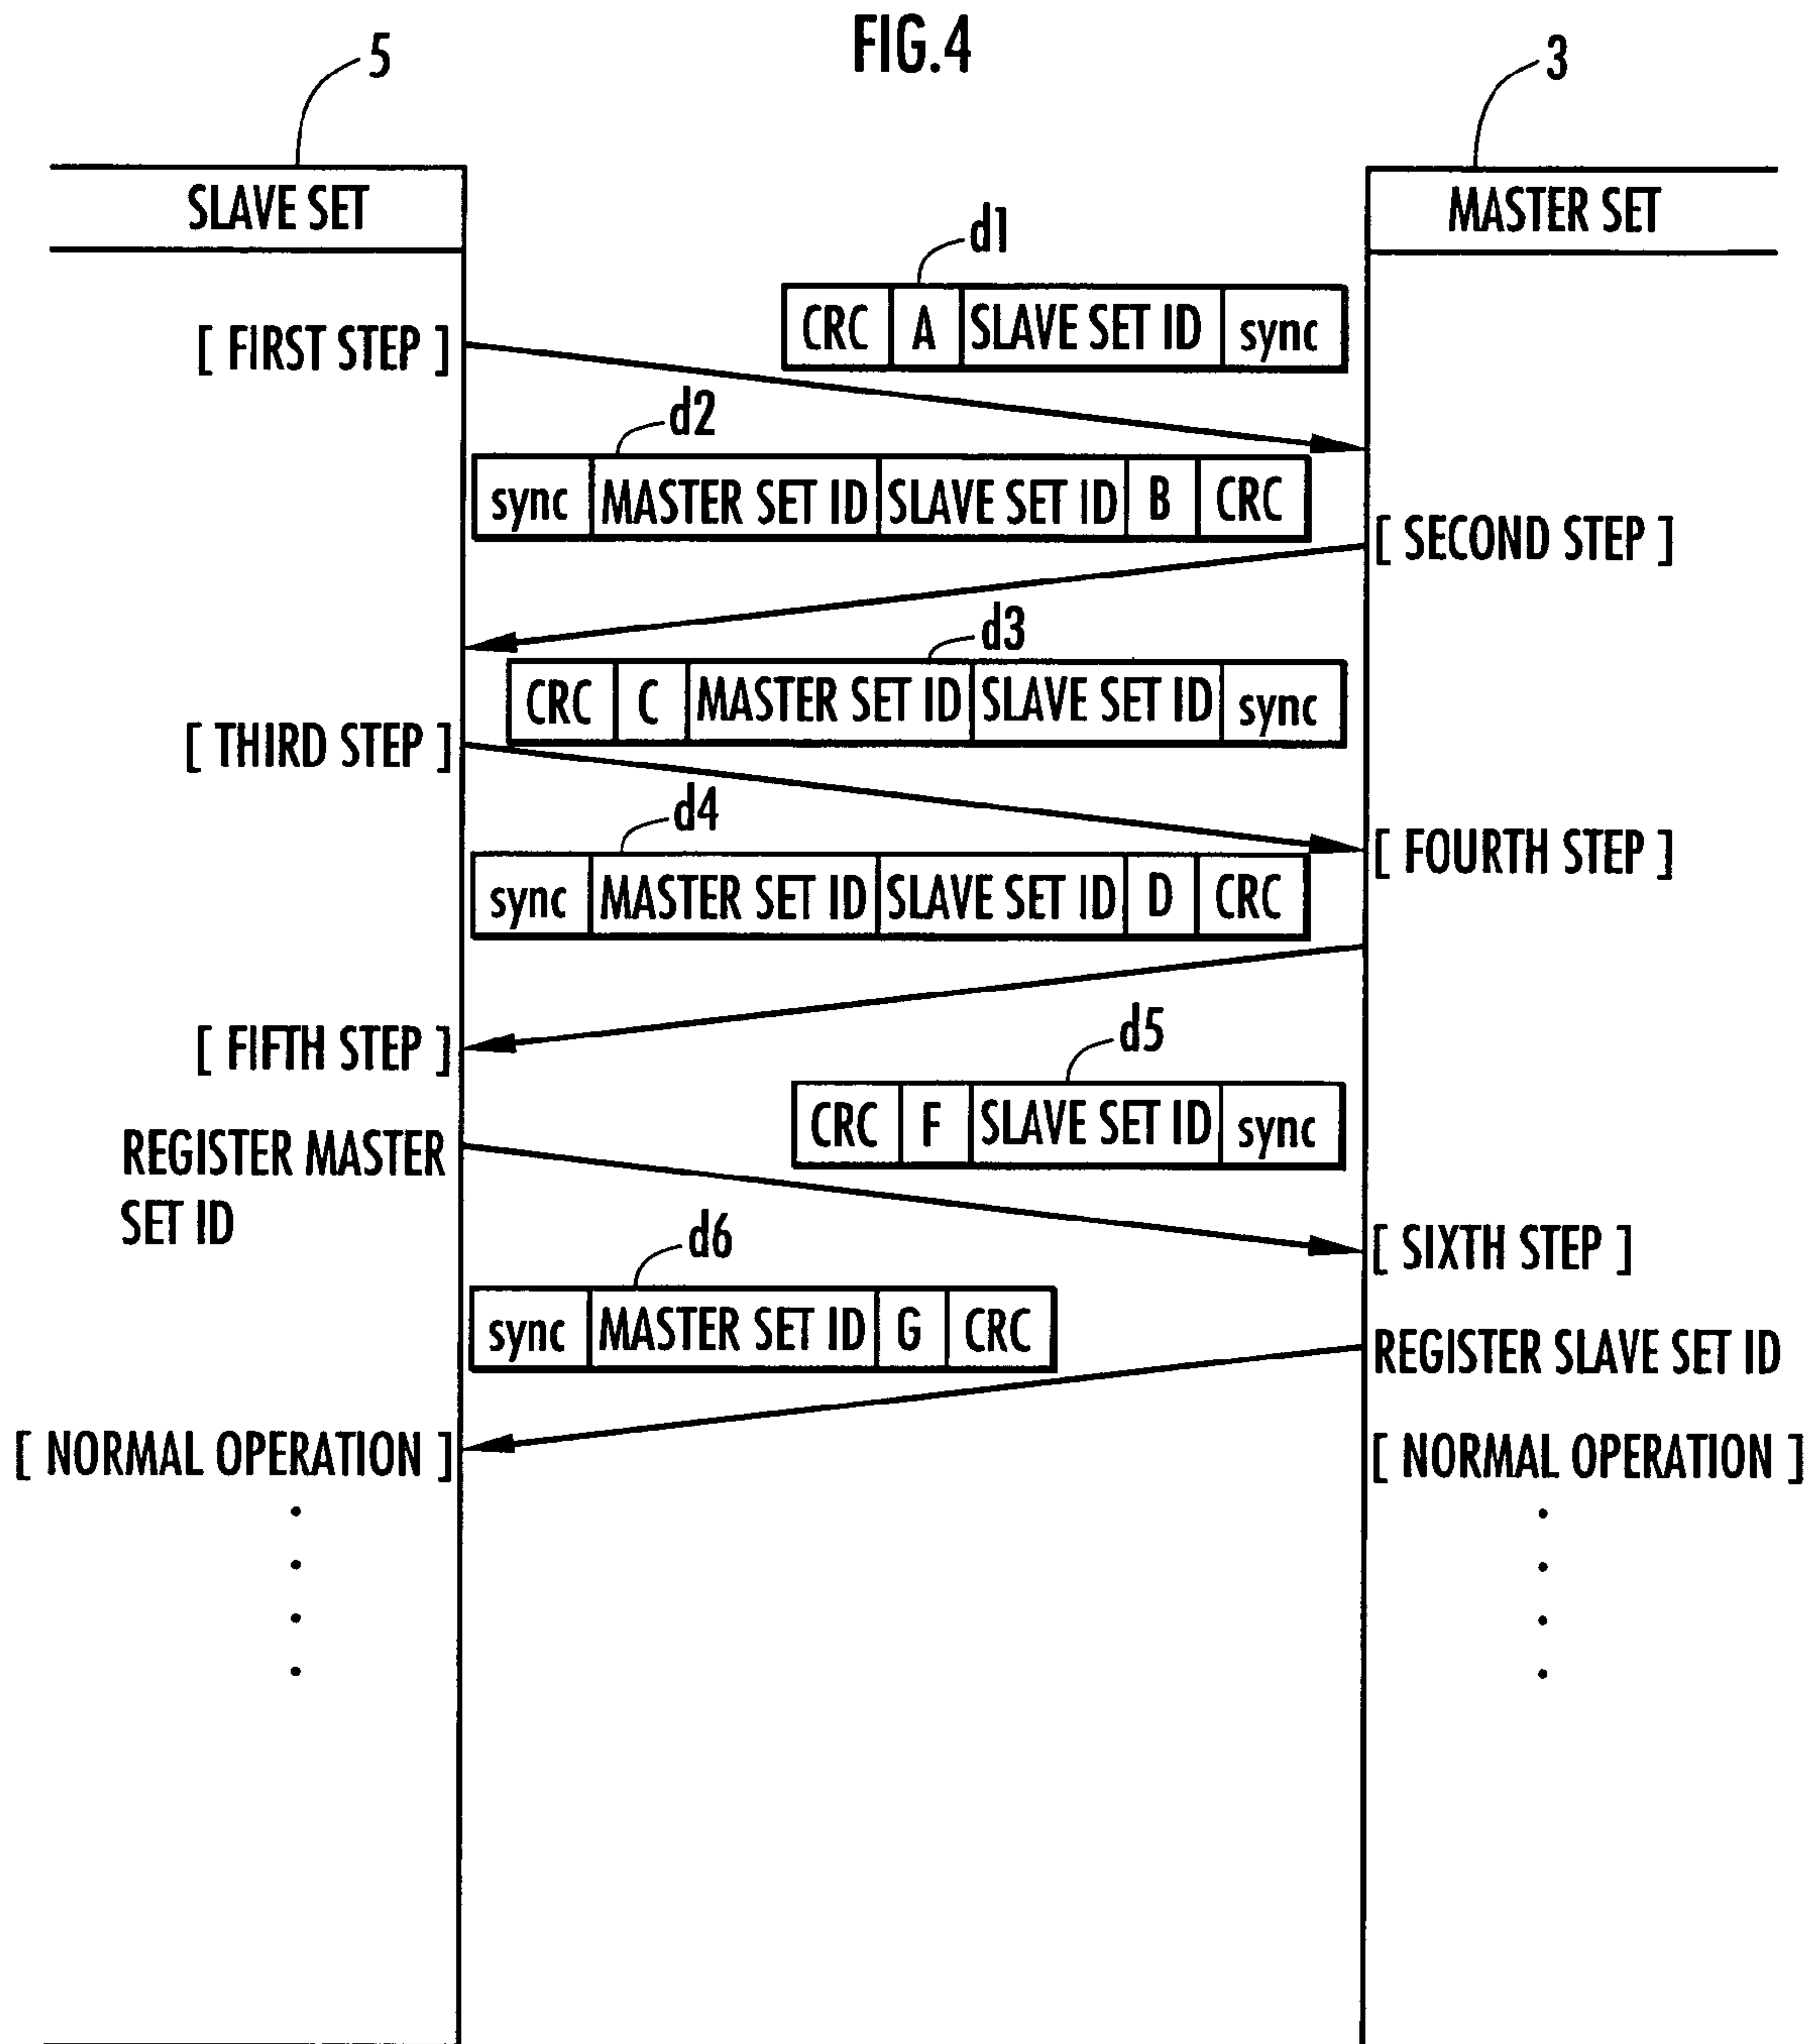 FIG.4
5
3
SLAVE SET
MASTER SET
d1
CRC A SLAVE SET ID sync
[ FIRST STEP ]
d2
sync MASTER SET ID SLAVE SET ID B CRC
[ SECOND STEP ]
d3
CRC C MASTER SET ID SLAVE SET ID sync
[ THIRD STEP ]
d4
[ FOURTH STEP ]
sync MASTER SET ID SLAVE SET ID D CRC
[ FIFTH STEP ]
d5
CRC F SLAVE SET ID sync
REGISTER MASTER
SET ID
d6
[ SIXTH STEP ]
sync MASTER SET ID G CRC
REGISTER SLAVE SET ID
[ NORMAL OPERATION ]
[ NORMAL OPERATION ]